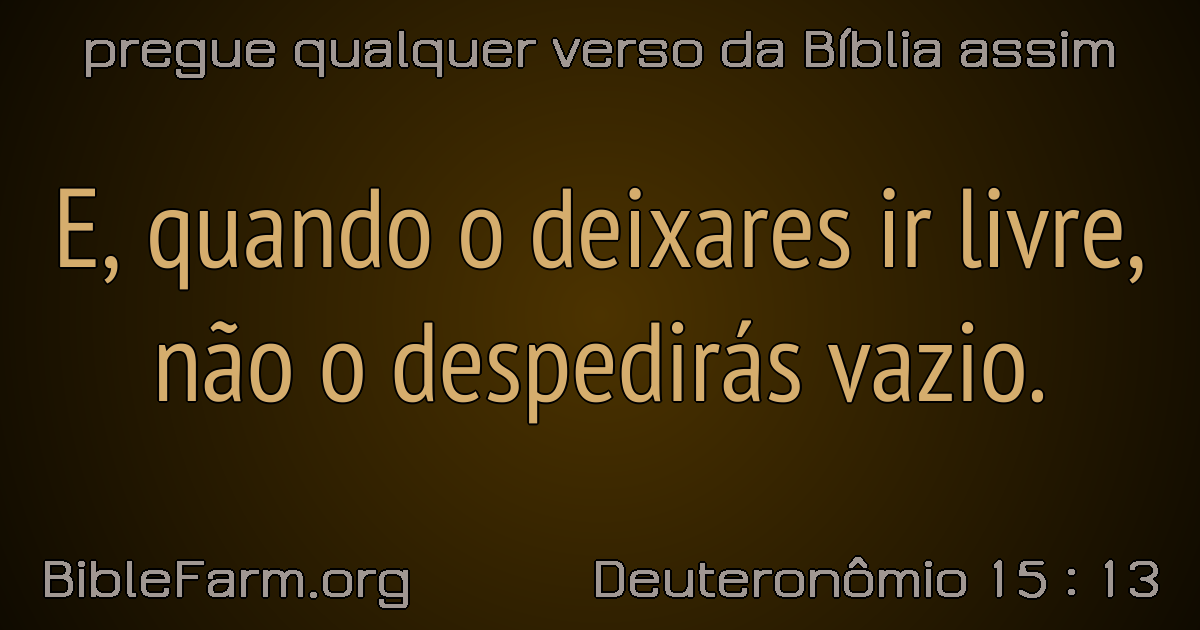 pregue qualquer verso da Bíblia assim
E, quando o deixares ir livre,
não o despedirás vazio.
BibleFarm.org
Deuteronômio 15 : 13